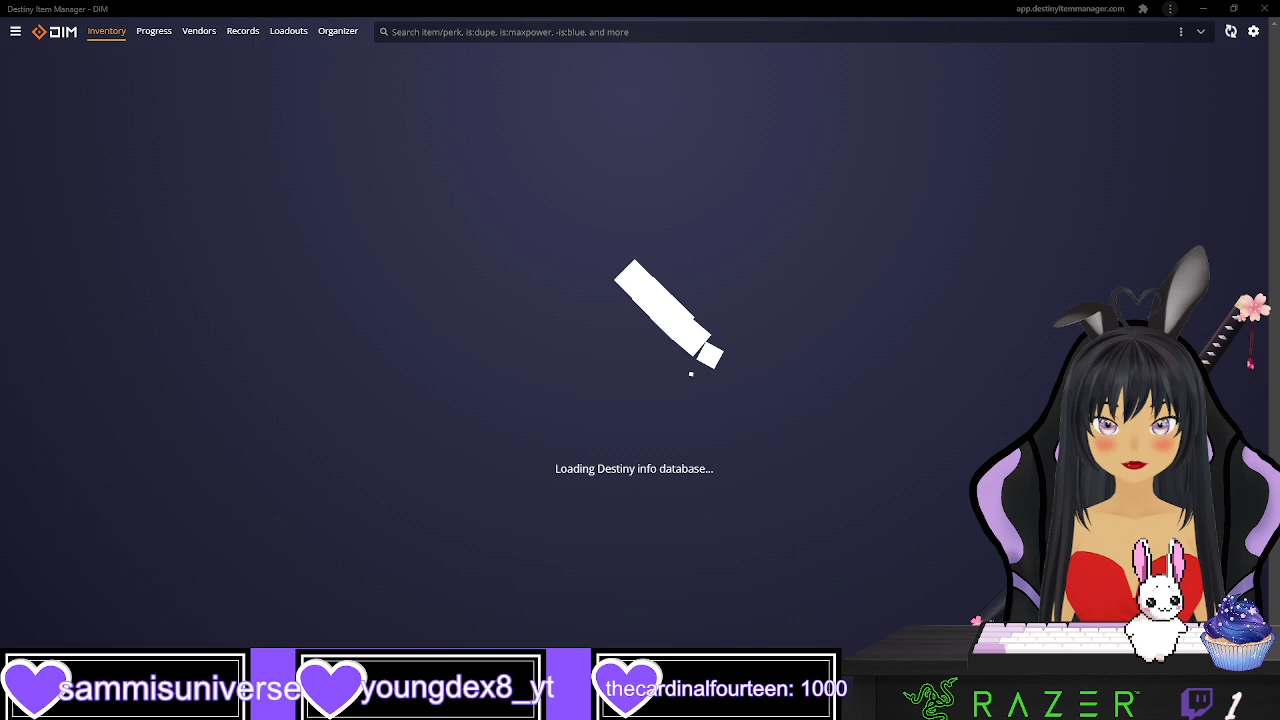 Destiny Item Manager - DIM
app.destinyitemmanager.com
DIM Inventory Progress Vendors Records Loadouts Organizer
Search item/perk, is:dupe, is:maxpower, -is:blue, and more
Loading Destiny info database...
sammisuniverse
youngdex8_yt
thecardinalfourteen: 1000
RAZER
1